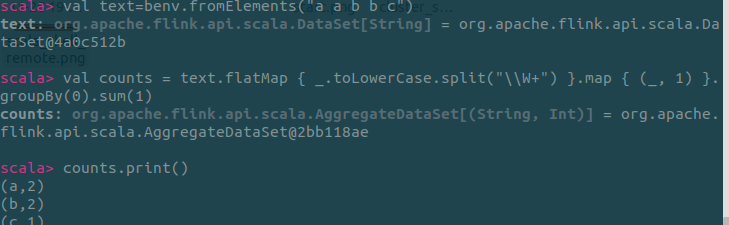 scala> val text=benv.fromElements("a a b b c")
text: org.apache.flink.api.scala.DataSet[String] = org.apache.flink.api.scala.Da
taSet@4a0c512b
remote.png
scala> val counts = text.flatMap { _.toLowerCase.split("\\W+") }.map { (_, 1) }.
groupBy(0).sum(1)
counts: org.apache.flink.api.scala.AggregateDataSet[(String, Int)] = org.apache.
flink.api.scala.AggregateDataSet@2bb118ae
scala> counts.print()
(a,2)
(b,2)
(c,1)